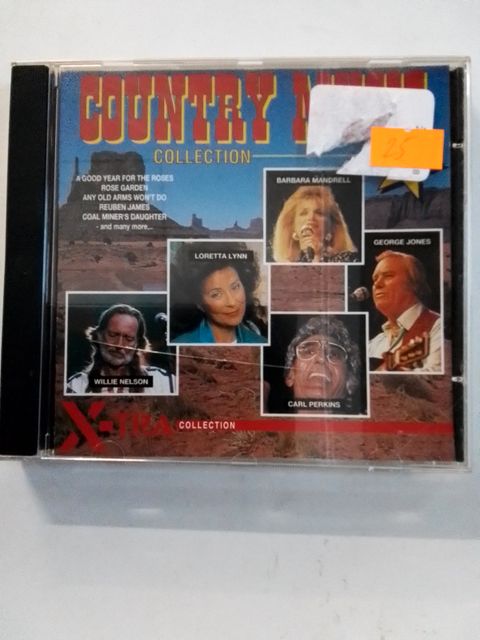 COUNTRY
COLLECTION
25
A GOOD YEAR FOR THE ROSES
ROSE GARDEN
ANY OLD ARMS WON'T DO
REUBEN JAMES
COAL MINER'S DAUGHTER
- and many more...
BARBARA MANDRELL
GEORGE JONES
LORETTA LYNN
WILLIE NELSON
CARL PERKINS
X-TRA COLLECTION